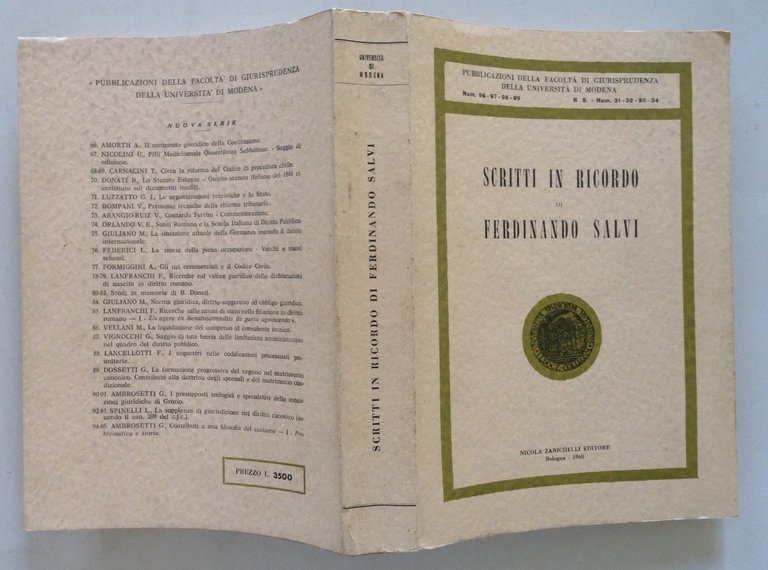 « PUBBLICAZIONI DELLA FACOLTA' DI GIURISPRUDENZA
DELLA UNIVERSITA' DI MODENA »
NUOVA SERIE
66. AMORTH A., Il contenuto giuridico della Costituzione.
67. NICOLINI U., Pilii Medicinensis Quaestiones Sabbatinae. - Saggio di
edizione.
68-69. CARNACINI T., Circa la riforma del Codice di procedura civile.
70. DONATI B., Lo Statuto Estense. - Quinto statuto italiano del 1848 ri
costruito sui documenti inediti.
71. LUZZATTO G. I., Le organizzazioni preciviche e lo Stato.
72. BOMPANI V., Premesse tecniche della riforma tributaria.
73. ARANGIO-RUIZ V., Contardo Ferrini - Commemorazione.
74. ORLANDO V. E., Santi Romano e la Scuola Italiana di Diritto Pubblico.
75. GIULIANO M., La situazione attuale della Germania secondo il diritto
internazionale.
76. FEDERICI L., La teoria della piena occupazione - Vecchi e nuovi
schemi.
77. FORMIGGINI A., Gli usi commerciali e il Codice Civile.
78-79. LANFRANCHI F., Ricerche sul valore giuridico delle dichiarazioni
di nascita in diritto romano.
80-83. Studi in memoria di B. Donati.
84. GIULIANO M., Norma giuridica, diritto soggettivo ed obbligo giuridico.
85. LANFRANCHI F., Ricerche sulle azioni di stato nella filiazione in diritto
romano — I - L'« agere ex Senatusconsultis de partu agnoscendo ».
86. VELLANI M., La liquidazione del compenso al consulente tecnico.
87. VIGNOCCHI G., Saggio di una teoria delle limitazioni amministrative
nel quadro del diritto pubblico.
88. LANCELLOTTI F., I sequestri nelle codificazioni processuali pre-
unitarie.
89. DOSSETTI G., La formazione progressiva del negozio nel matrimonio
canonico. Contributo alla dottrina degli sponsali e del matrimonio con-
dizionale.
90-91. AMBROSETTI G., I presupposti teologici e speculativi delle conce-
zioni giuridiche di Grozio.
92-93. SPINELLI L., La supplenza di giurisdizione nel diritto canonico (se-
condo il can. 209 del c.j.c.).
94-95. AMBROSETTI G., Contributi a una filosofia del costume — I - Pro-
blematica e storia.
PREZZO L. 3500
UNIVERSITÀ
DI
MODENA
SCRITTI IN RICORDO DI FERDINANDO SALVI
PUBBLICAZIONI DELLA FACOLTÀ DI GIURISPRUDENZA
DELLA UNIVERSITÀ DI MODENA
Num. 96-97-98-99 N. S. - Num. 31-32-33-34
SCRITTI IN RICORDO
DI
FERDINANDO SALVI
NICOLA ZANICHELLI EDITORE
Bologna - 1960